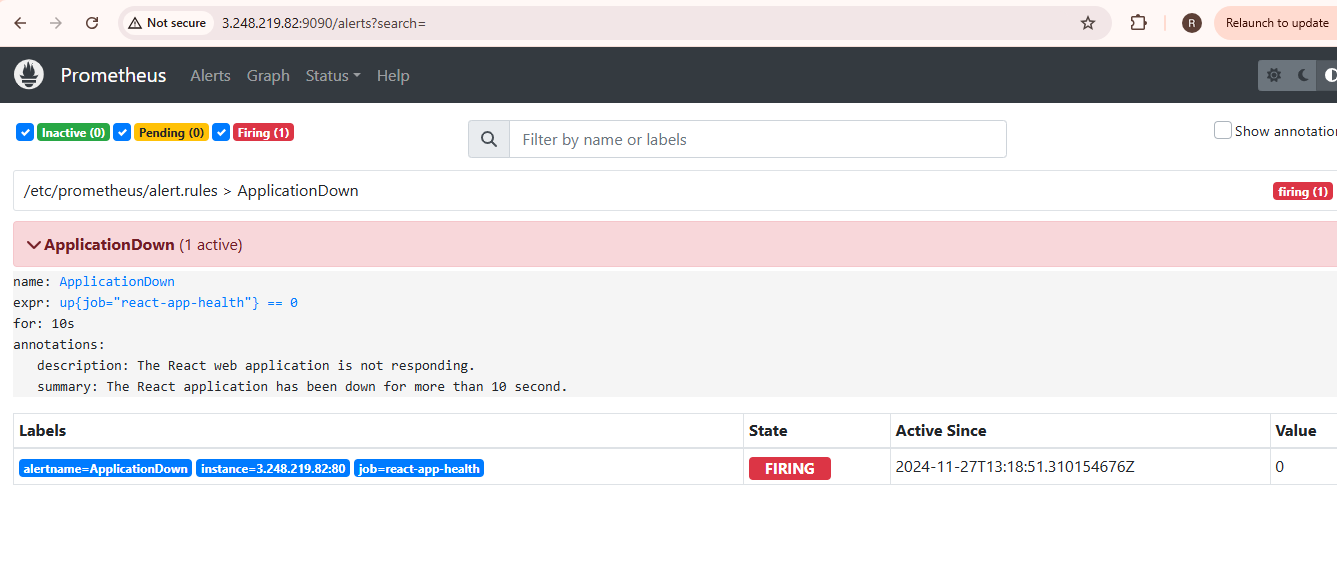 Not secure 3.248.219.82:9090/alerts?search= R Relaunch to update
Prometheus Alerts Graph Status Help
Inactive (0) Pending (0) Firing (1) Filter by name or labels Show annotation
/etc/prometheus/alert.rules > ApplicationDown firing (1)
ApplicationDown (1 active)
name: ApplicationDown
expr: up{job="react-app-health"} == 0
for: 10s
annotations:
description: The React web application is not responding.
summary: The React application has been down for more than 10 second.
Labels State Active Since Value
alertname=ApplicationDown instance=3.248.219.82:80 job=react-app-health FIRING 2024-11-27T13:18:51.310154676Z 0